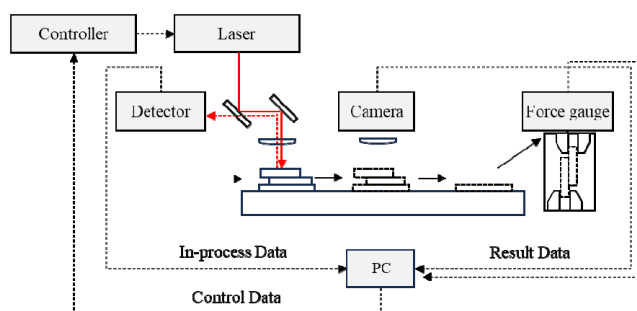 Controller
Laser
Detector
Camera
Force gauge
In-process Data
PC
Result Data
Control Data